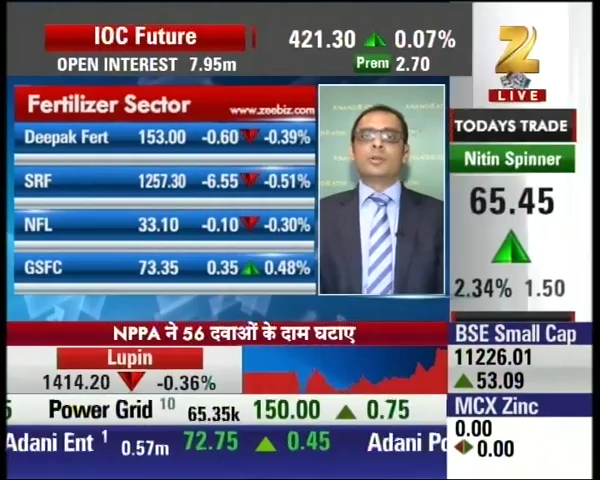 IOC Future
421.30 0.07%
OPEN INTEREST 7.95m
Prem 2.70
Z
LIVE
Fertilizer Sector
www.zeebiz.com
Deepak Fert 153.00 -0.60 -0.39%
SRF 1257.30 -6.55 -0.51%
NFL 33.10 -0.10 -0.30%
GSFC 73.35 0.35 0.48%
TODAYS TRADE
Nitin Spinner
65.45
2.34% 1.50
NPPA ने 56 दवाओं के दाम घटाए
Lupin
1414.20 -0.36%
BSE Small Cap
11226.01
53.09
MCX Zinc
0.00
0.00
5 Power Grid 10 65.35k 150.00 0.75
Adani Ent 1 0.57m 72.75 0.45 Adani Po